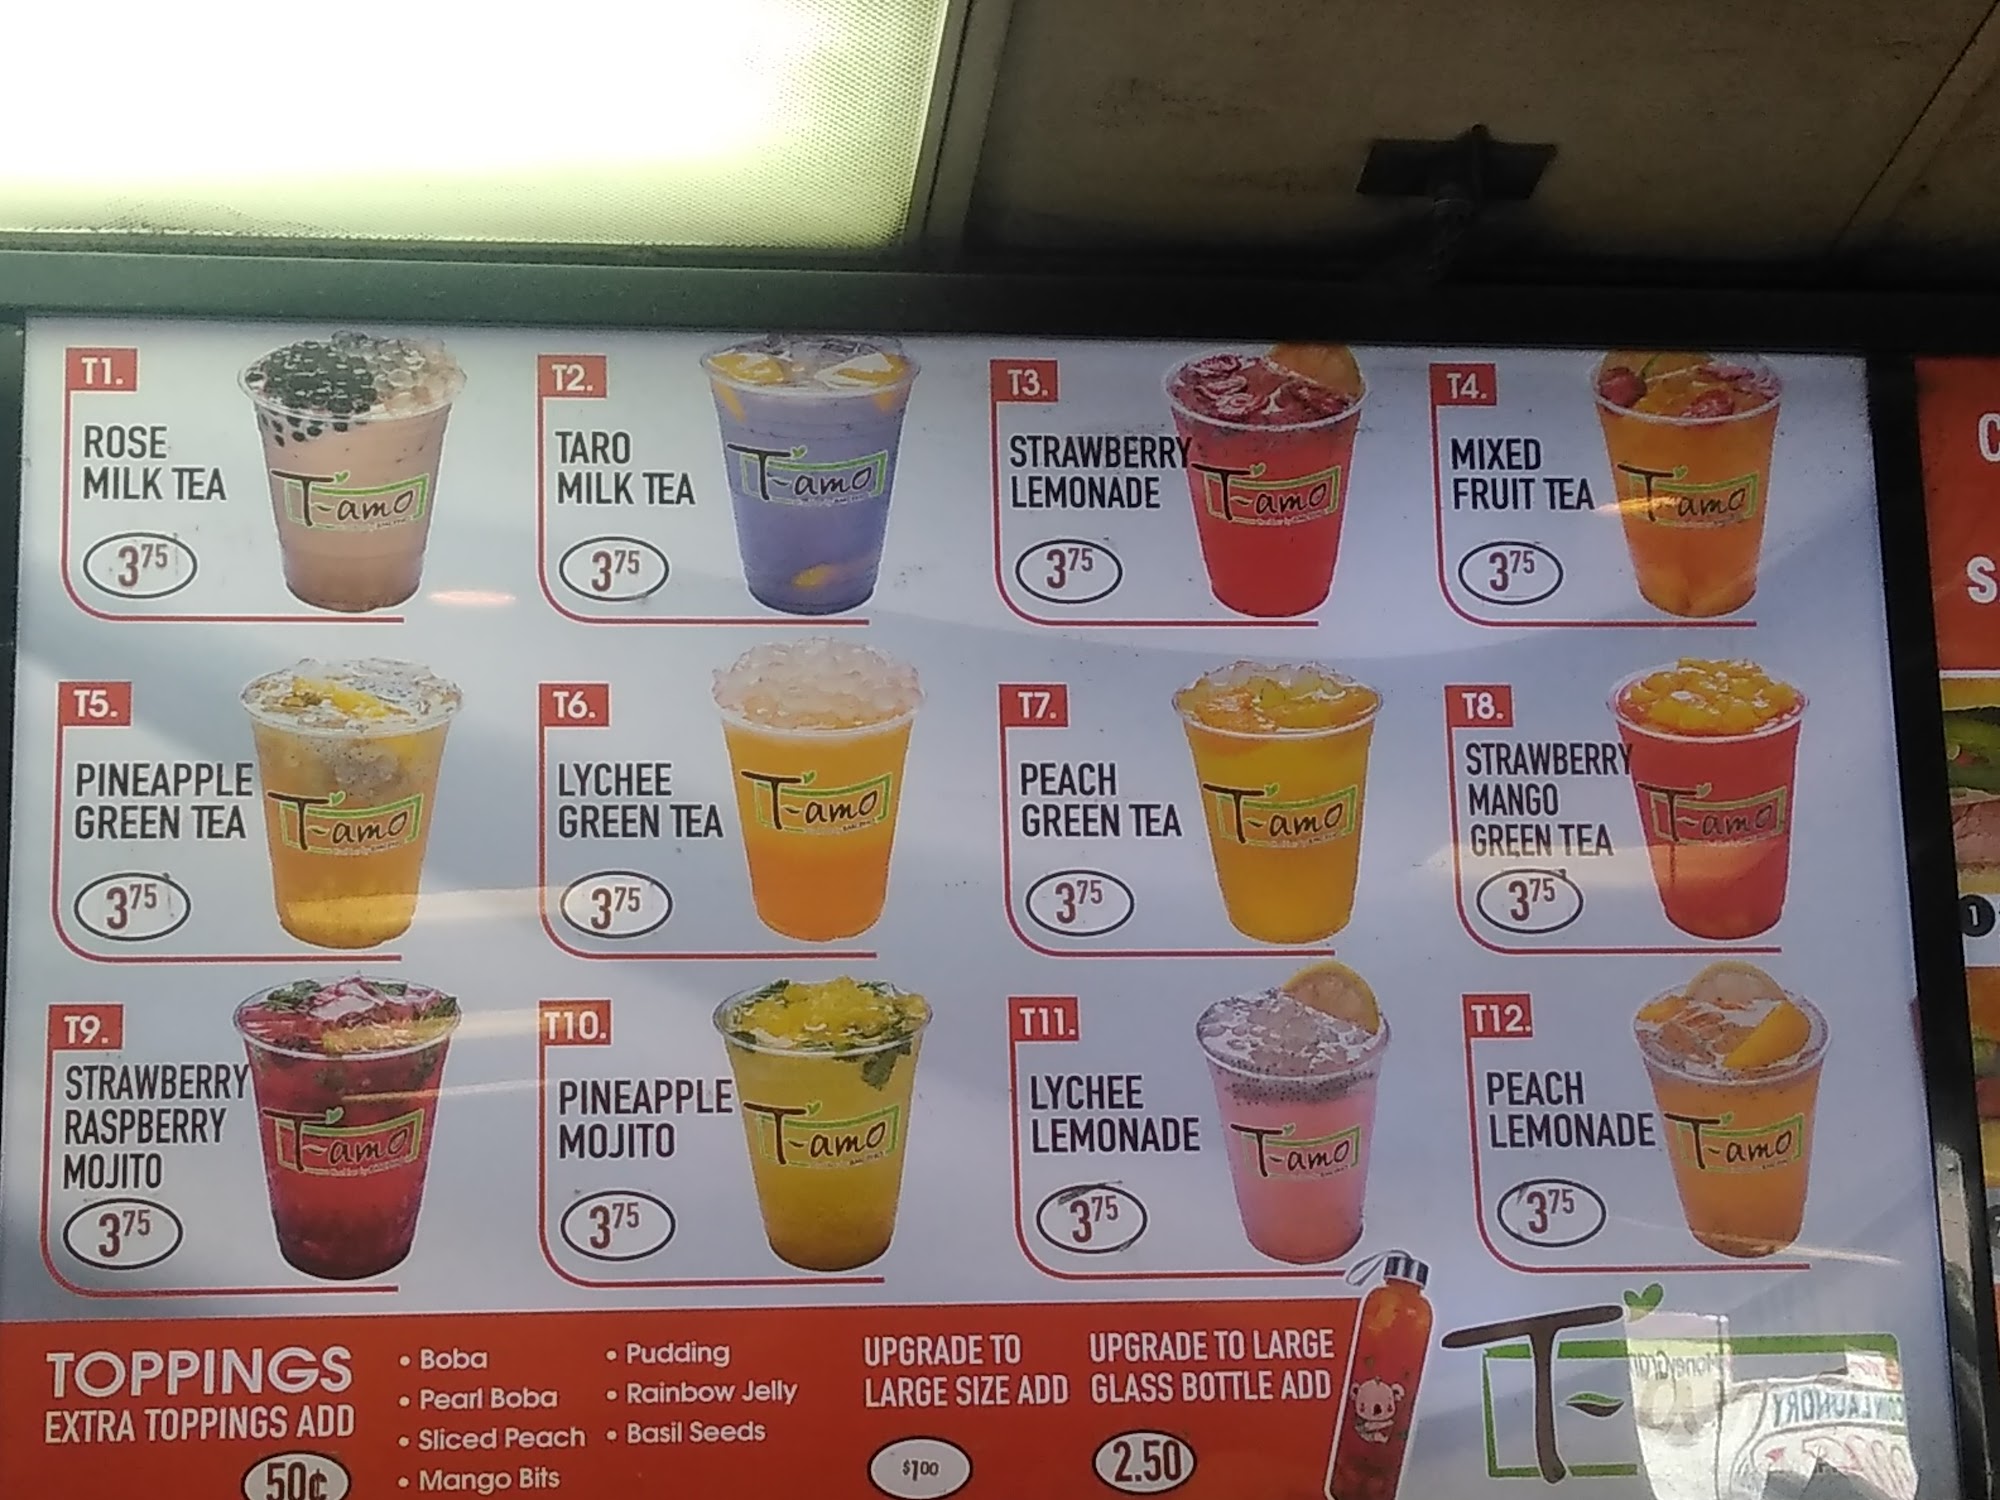 T1.
ROSE
MILK TEA
3 75
T-amo
T2.
TARO
MILK TEA
3 75
T-amo
T3.
STRAWBERRY
LEMONADE
3 75
T-amo
T4.
MIXED
FRUIT TEA
3 75
T-amo
T5.
PINEAPPLE
GREEN TEA
3 75
T-amo
T6.
LYCHEE
GREEN TEA
3 75
T-amo
T7.
PEACH
GREEN TEA
3 75
T-amo
T8.
STRAWBERRY
MANGO
GREEN TEA
3 75
T-amo
T9.
STRAWBERRY
RASPBERRY
MOJITO
3 75
T-amo
T10.
PINEAPPLE
MOJITO
3 75
T-amo
T11.
LYCHEE
LEMONADE
3 75
T-amo
T12.
PEACH
LEMONADE
3 75
T-amo
TOPPINGS
EXTRA TOPPINGS ADD
50¢
• Boba
• Pearl Boba
• Sliced Peach
• Mango Bits
• Pudding
• Rainbow Jelly
• Basil Seeds
UPGRADE TO
LARGE SIZE ADD
$1 00
UPGRADE TO LARGE
GLASS BOTTLE ADD
2.50
T-
C
S
1